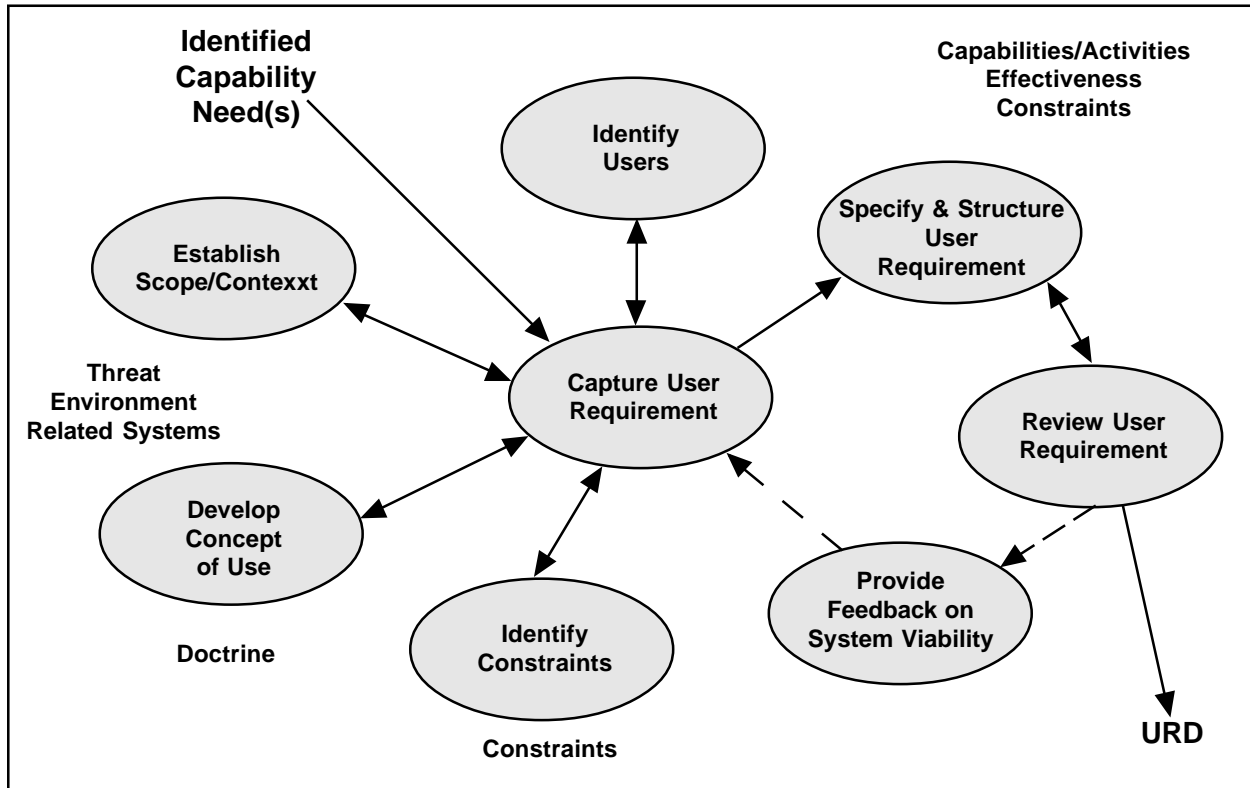 Identified
Capability
Need(s)
Capabilities/Activities
Effectiveness
Constraints
Identify
Users
Specify & Structure
User
Requirement
Establish
Scope/Contexxt
Threat
Environment
Related Systems
Capture User
Requirement
Review User
Requirement
Develop
Concept
of Use
Provide
Feedback on
System Viability
Identify
Constraints
Doctrine
Constraints
URD